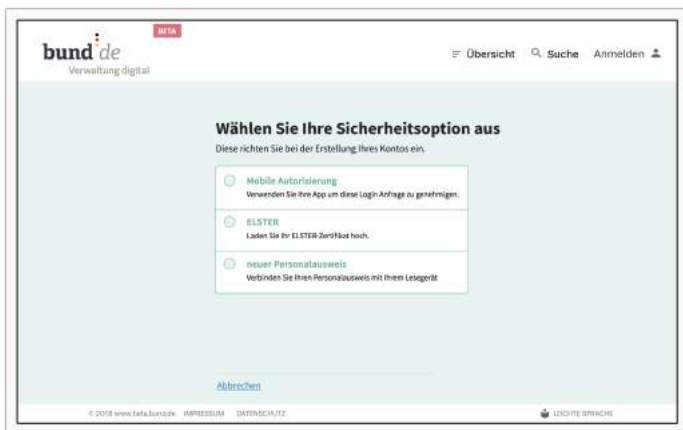 BETA
bund de
Verwaltung digital
Übersicht Suche Anmelden
Wählen Sie Ihre Sicherheitsoption aus
Diese richten Sie bei der Erstellung Ihres Kontos ein.
Mobile Autorisierung
Verwenden Sie Ihre App um diese Login Anfrage zu genehmigen.
ELSTER
Laden Sie Ihr ELSTER-Zertifikat hoch.
neuer Personalausweis
Verbinden Sie Ihren Personalausweis mit Ihrem Lesegerät
Abbrechen
© 2018 www.beta.bund.de IMPRESSUM DATENSCHUTZ LEICHTE SPRACHE